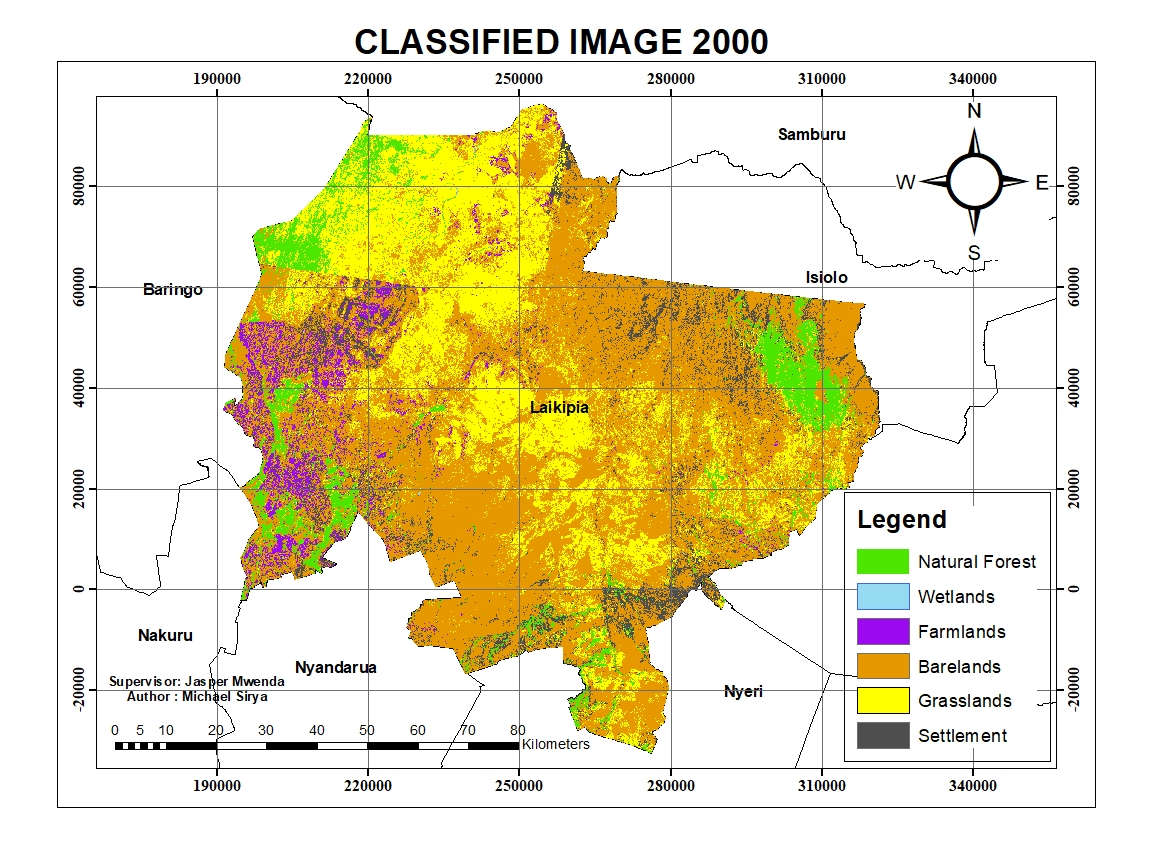 CLASSIFIED IMAGE 2000
190000 220000 250000 280000 310000 340000
N
W E
S
Samburu
80000 80000
Isiolo
Baringo
60000 60000
40000 40000
Laikipia
20000 20000
Legend
Natural Forest
Wetlands
Farmlands
Barelands
Grasslands
Settlement
0 0
Nakuru
Nyandarua
Nyeri
-20000 -20000
Supervisor: Jasper Mwenda
Author : Michael Sirya
0 5 10 20 30 40 50 60 70 80
Kilometers
190000 220000 250000 280000 310000 340000